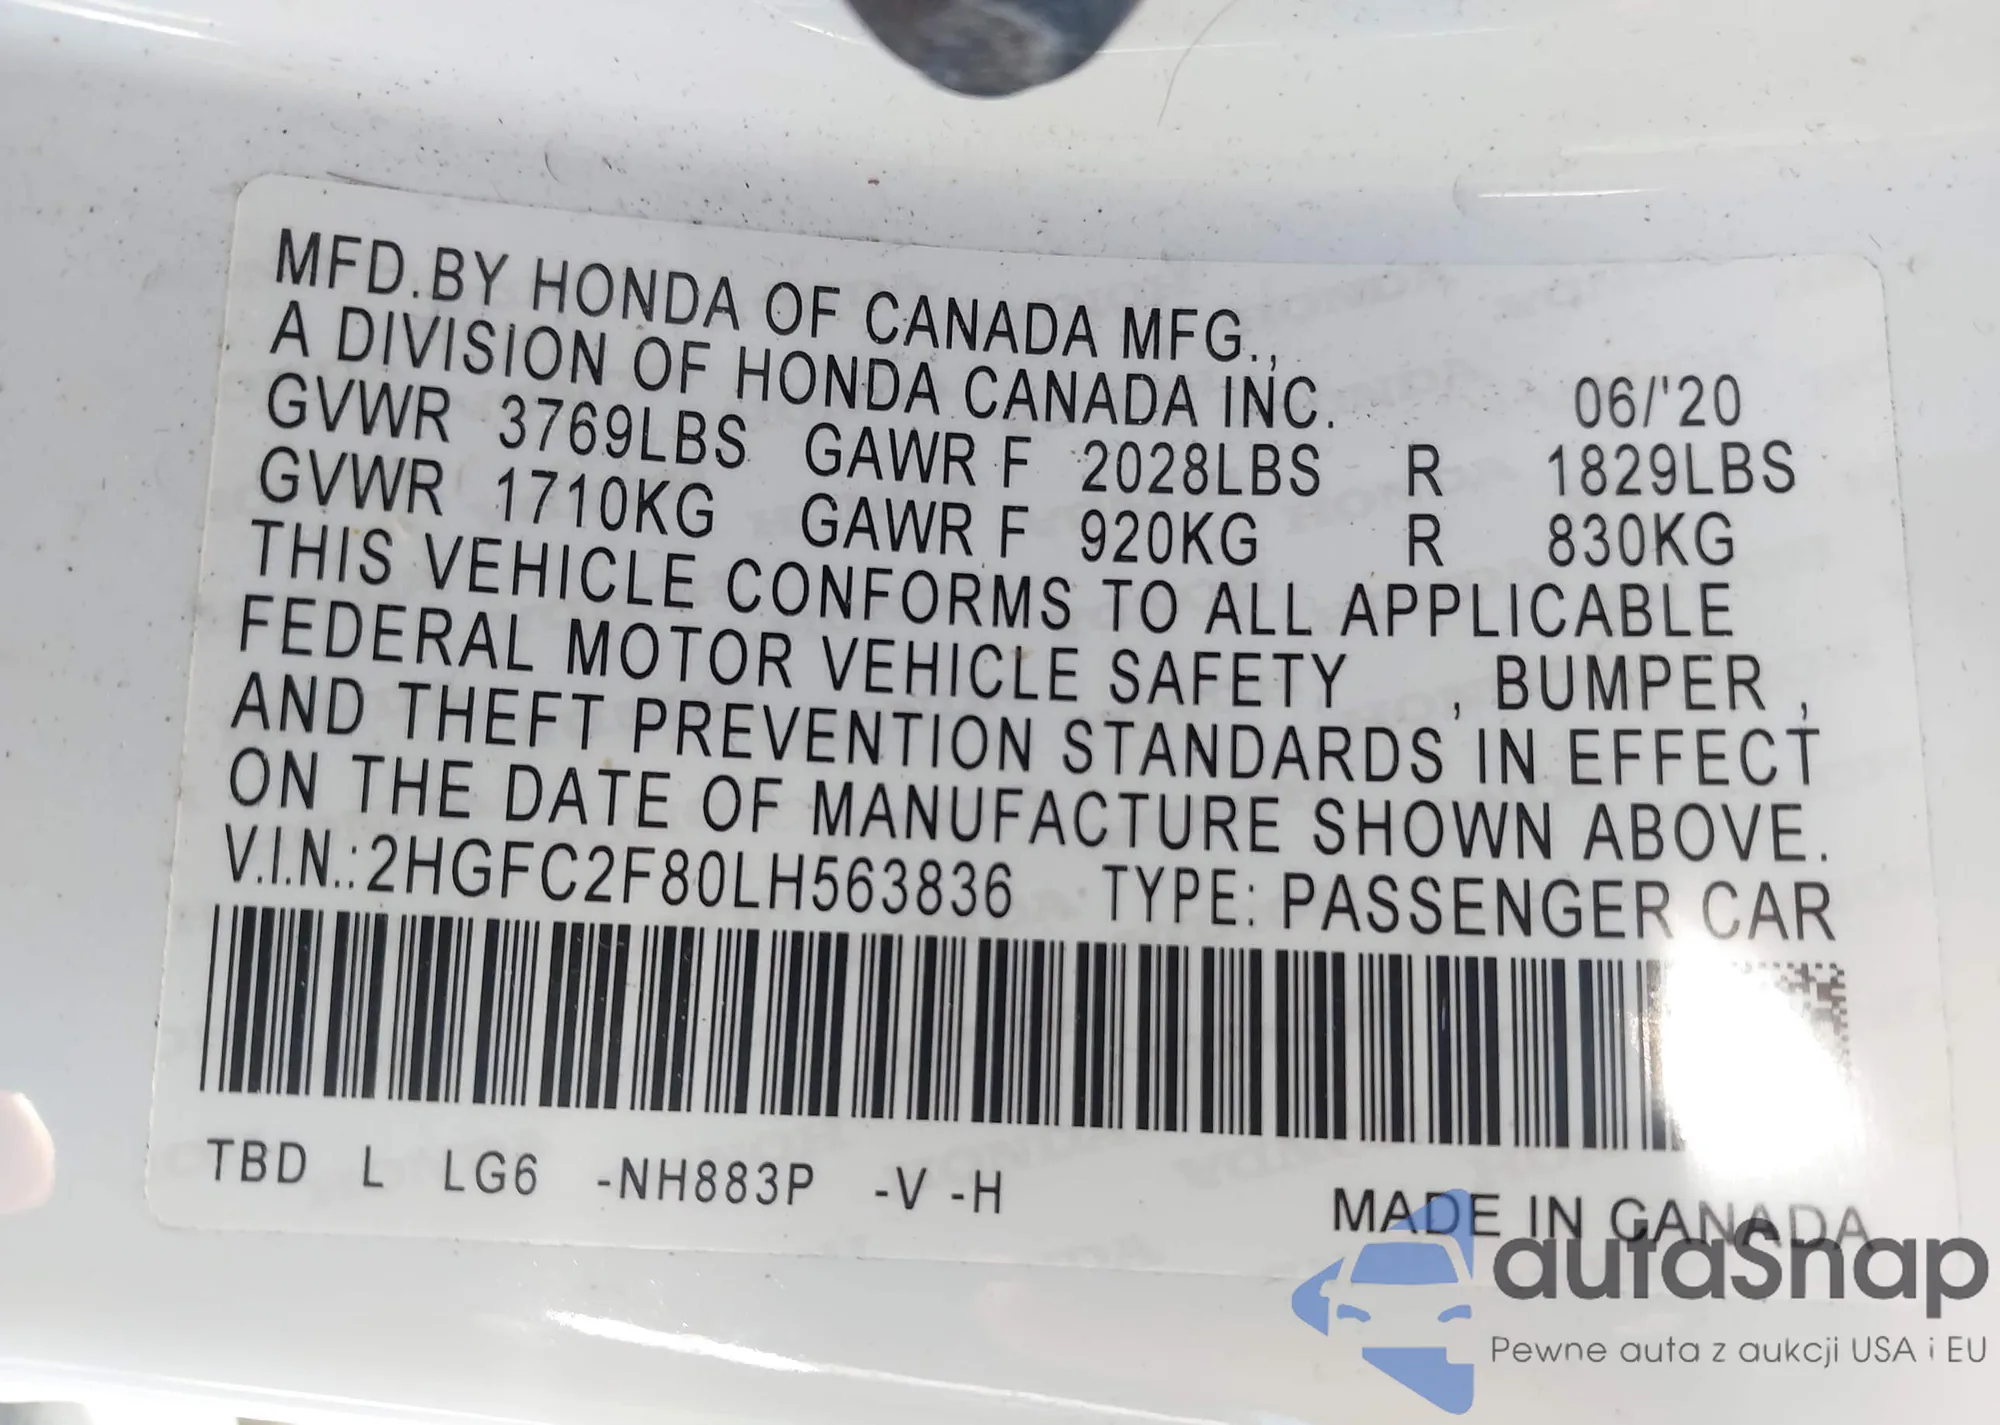 MFD.BY HONDA OF CANADA MFG.,
A DIVISION OF HONDA CANADA INC. 06/'20
GVWR 3769LBS GAWR F 2028LBS R 1829LBS
GVWR 1710KG GAWR F 920KG R 830KG
THIS VEHICLE CONFORMS TO ALL APPLICABLE
FEDERAL MOTOR VEHICLE SAFETY , BUMPER ,
AND THEFT PREVENTION STANDARDS IN EFFECT
ON THE DATE OF MANUFACTURE SHOWN ABOVE.
V.I.N.:2HGFC2F80LH563836 TYPE: PASSENGER CAR
TBD L LG6 -NH883P -V -H
MADE IN CANADA
autaSnap
Pewne auta z aukcji USA i EU